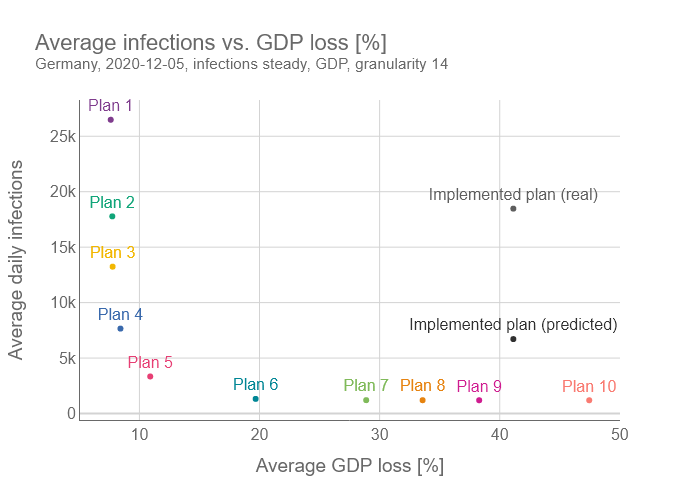 Average infections vs. GDP loss [%]
Germany, 2020-12-05, infections steady, GDP, granularity 14
Plan 1
25k
Plan 2
20k
Implemented plan (real)
Plan 3
15k
10k
Plan 4
Implemented plan (predicted)
5k
Plan 5
Plan 6
Plan 7
Plan 8
Plan 9
Plan 10
0
10
20
30
40
50
Average daily infections
Average GDP loss [%]